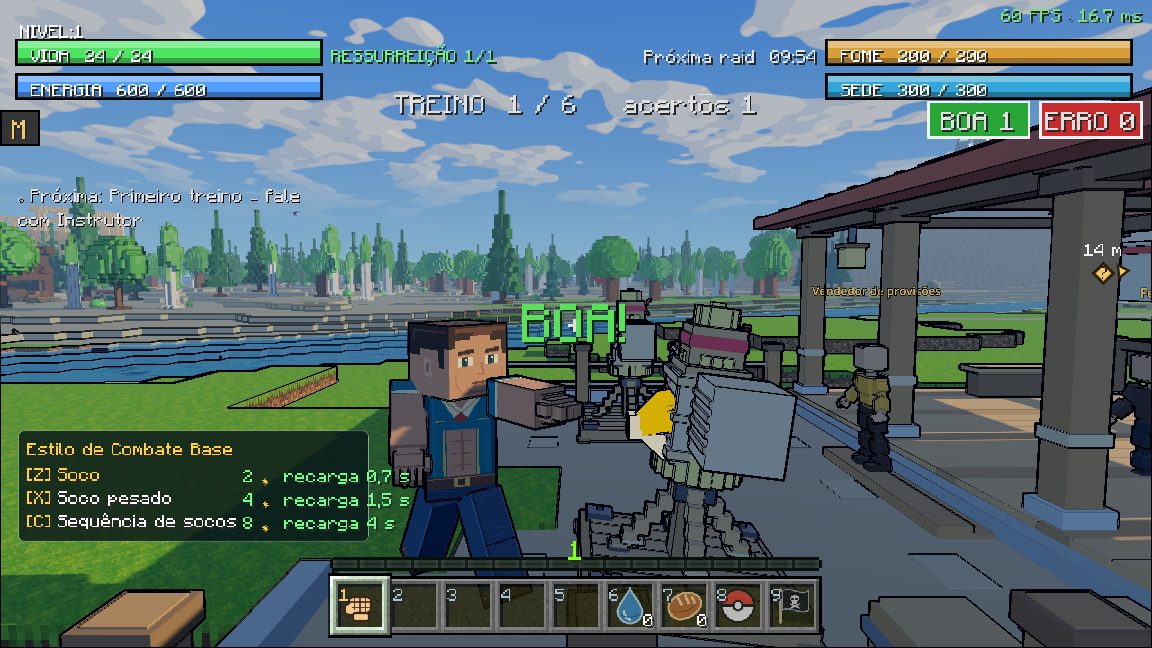 60 FPS . 16.7 ms
NIVEL:1
VIDA 24 / 24
RESSURREIÇÃO 1/1
Próxima raid 09:54
FOME 200 / 200
ENERGIA 600 / 600
SEDE 300 / 300
TREINO 1 / 6 acertos 1
BOA 1
ERRO 0
M
. Próxima: Primeiro treino - fale
com Instrutor
14 m
Vendedor de provisões
BOA!
Estilo de Combate Base
[Z] Soco 2 recarga 0,7 s
[X] Soco pesado 4 recarga 1,5 s
[C] Sequência de socos 8 recarga 4 s
1
1 2 3 4 5 6 0 7 0 8 9